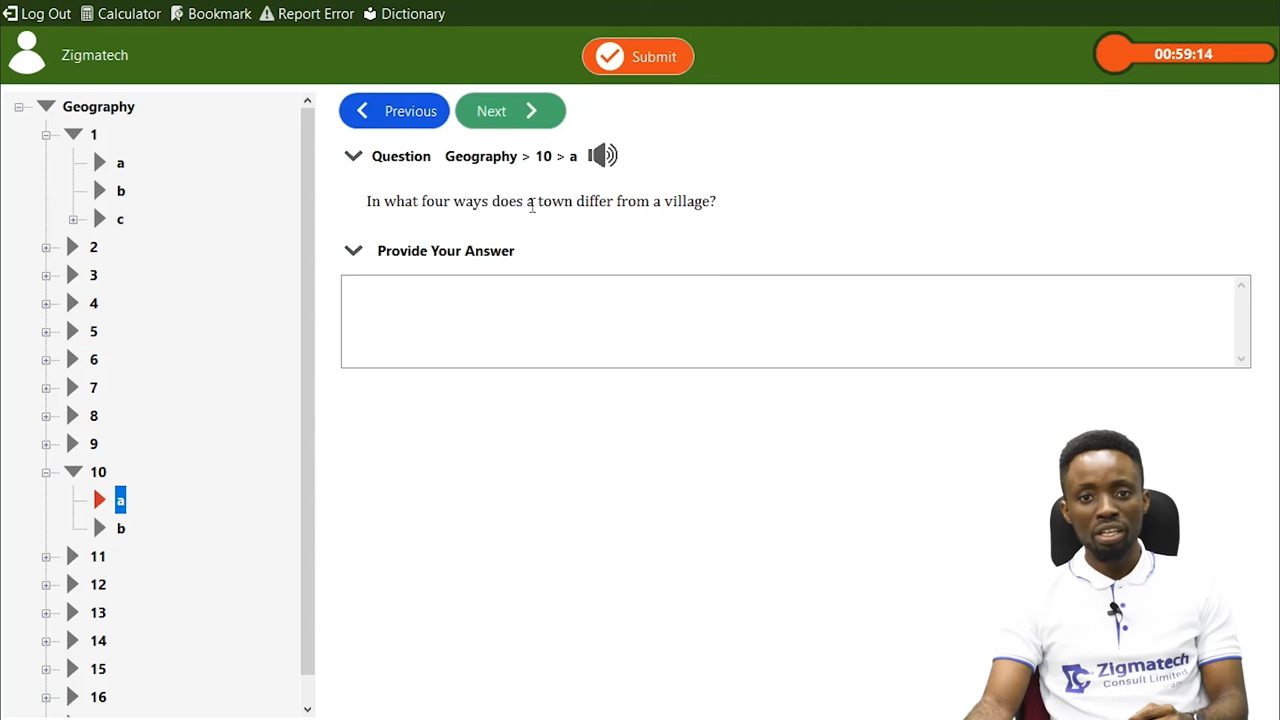 Log Out Calculator Bookmark Report Error Dictionary
Zigmatech
Submit
00:59:14
Geography
1
a
b
c
2
3
4
5
6
7
8
9
10
a
b
11
12
13
14
15
16
Previous Next
Question Geography > 10 > a
In what four ways does a town differ from a village?
Provide Your Answer
Zigmatech
Consult Limited